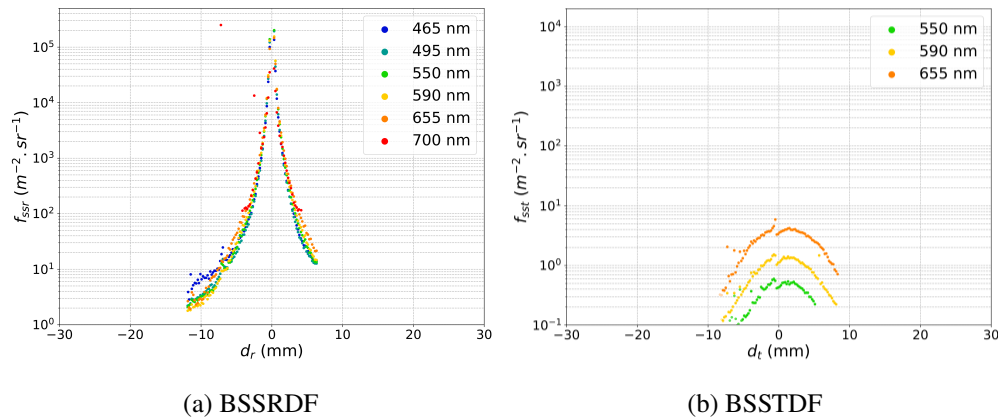 10^5
10^4
10^3
10^2
10^1
10^0
f_ssr (m^-2. sr^-1)
−30
−20
−10
0
10
20
30
d_r (mm)
465 nm
495 nm
550 nm
590 nm
655 nm
700 nm
(a) BSSRDF
10^4
10^3
10^2
10^1
10^0
10^-1
f_sst (m^-2. sr^-1)
−30
−20
−10
0
10
20
30
d_t (mm)
550 nm
590 nm
655 nm
(b) BSSTDF